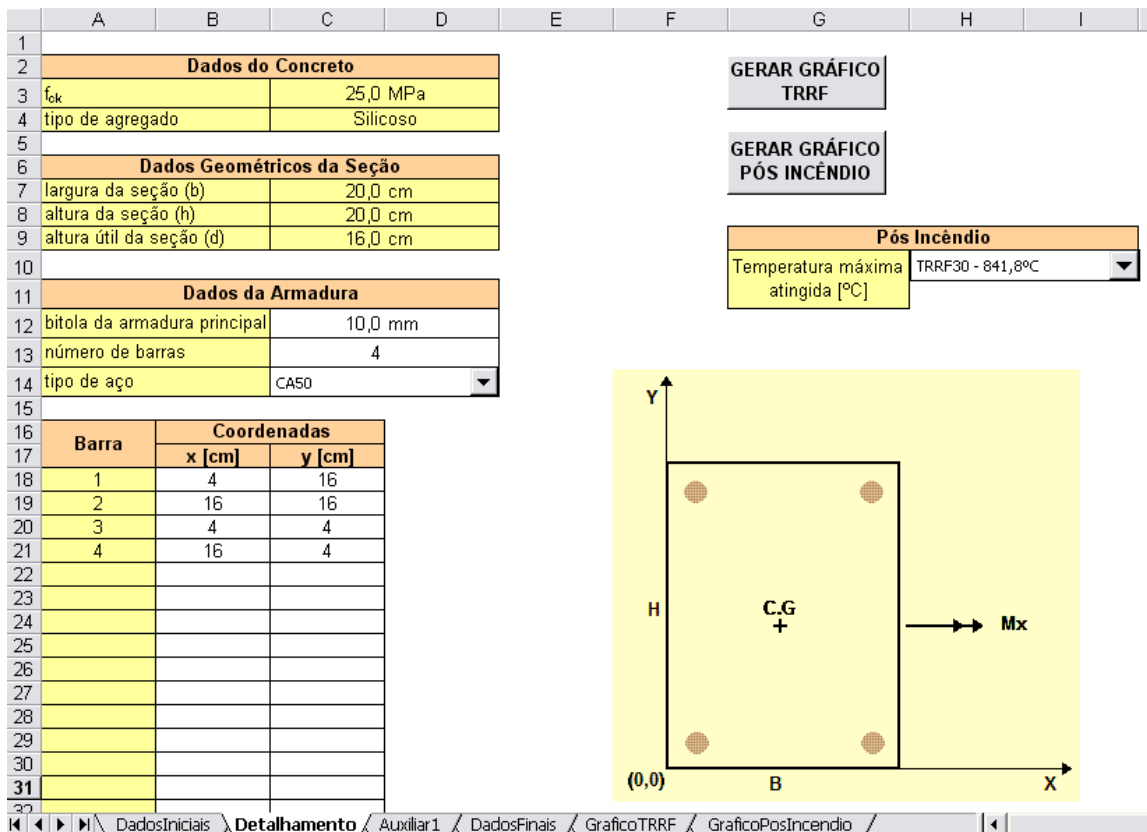 A B C D E F G H I
1
2 Dados do Concreto GERAR GRÁFICO
3 fck 25,0 MPa TRRF
4 tipo de agregado Silicoso
5 GERAR GRÁFICO
6 Dados Geométricos da Seção PÓS INCÊNDIO
7 largura da seção (b) 20,0 cm
8 altura da seção (h) 20,0 cm
9 altura útil da seção (d) 16,0 cm Pós Incêndio
10 Temperatura máxima TRRF30 - 841,8ºC
11 Dados da Armadura atingida [ºC]
12 bitola da armadura principal 10,0 mm
13 número de barras 4
14 tipo de aço CA50
15 Y
16 Barra Coordenadas
17 x [cm] y [cm]
18 1 4 16
19 2 16 16
20 3 4 4
21 4 16 4
22
23
24 H C.G Mx
25
26
27
28
29
30
31 (0,0) B X
32
DadosIniciais Detalhamento Auxiliar1 DadosFinais GraficoTRRF GraficoPosIncendio